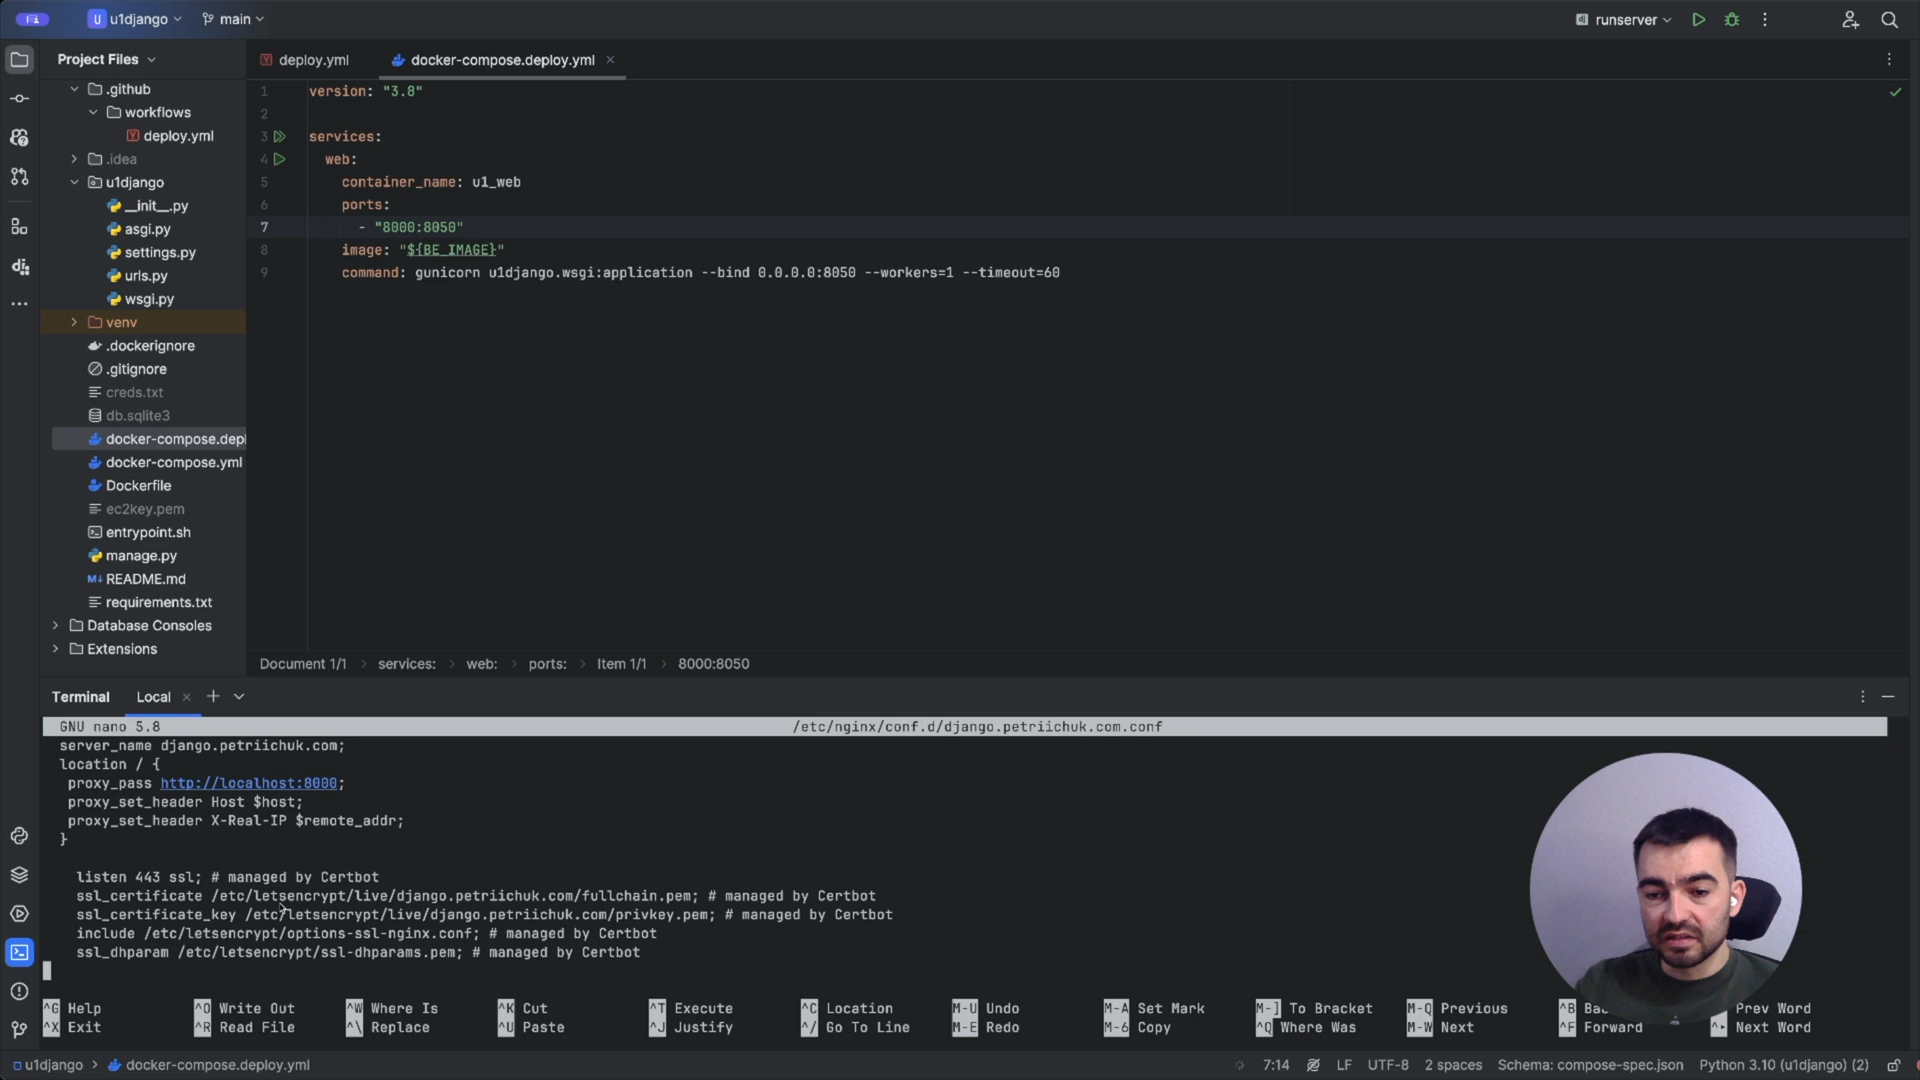 U u1django main
runserver
Project Files
deploy.yml docker-compose.deploy.yml
.github
workflows
deploy.yml
.idea
u1django
__init__.py
asgi.py
settings.py
urls.py
wsgi.py
venv
.dockerignore
.gitignore
creds.txt
db.sqlite3
docker-compose.depl
docker-compose.yml
Dockerfile
ec2key.pem
entrypoint.sh
manage.py
README.md
requirements.txt
Database Consoles
Extensions
1 version: "3.8"
2
3 services:
4 web:
5 container_name: u1_web
6 ports:
7 - "8000:8050"
8 image: "${BE_IMAGE}"
9 command: gunicorn u1django.wsgi:application --bind 0.0.0.0:8050 --workers=1 --timeout=60
Document 1/1 services: web: ports: Item 1/1 8000:8050
Terminal Local
GNU nano 5.8 /etc/nginx/conf.d/django.petriichuk.com.conf
server_name django.petriichuk.com;
location / {
proxy_pass http://localhost:8000;
proxy_set_header Host $host;
proxy_set_header X-Real-IP $remote_addr;
}
listen 443 ssl; # managed by Certbot
ssl_certificate /etc/letsencrypt/live/django.petriichuk.com/fullchain.pem; # managed by Certbot
ssl_certificate_key /etc/letsencrypt/live/django.petriichuk.com/privkey.pem; # managed by Certbot
include /etc/letsencrypt/options-ssl-nginx.conf; # managed by Certbot
ssl_dhparam /etc/letsencrypt/ssl-dhparams.pem; # managed by Certbot
^G Help ^O Write Out ^W Where Is ^K Cut ^T Execute ^C Location M-U Undo M-A Set Mark M-] To Bracket M-Q Previous ^B Prev Word
^X Exit ^R Read File ^\ Replace ^U Paste ^J Justify ^/ Go To Line M-E Redo M-6 Copy ^Q Where Was M-W Next ^F Forward Next Word
u1django docker-compose.deploy.yml 7:14 LF UTF-8 2 spaces Schema: compose-spec.json Python 3.10 (u1django) (2)